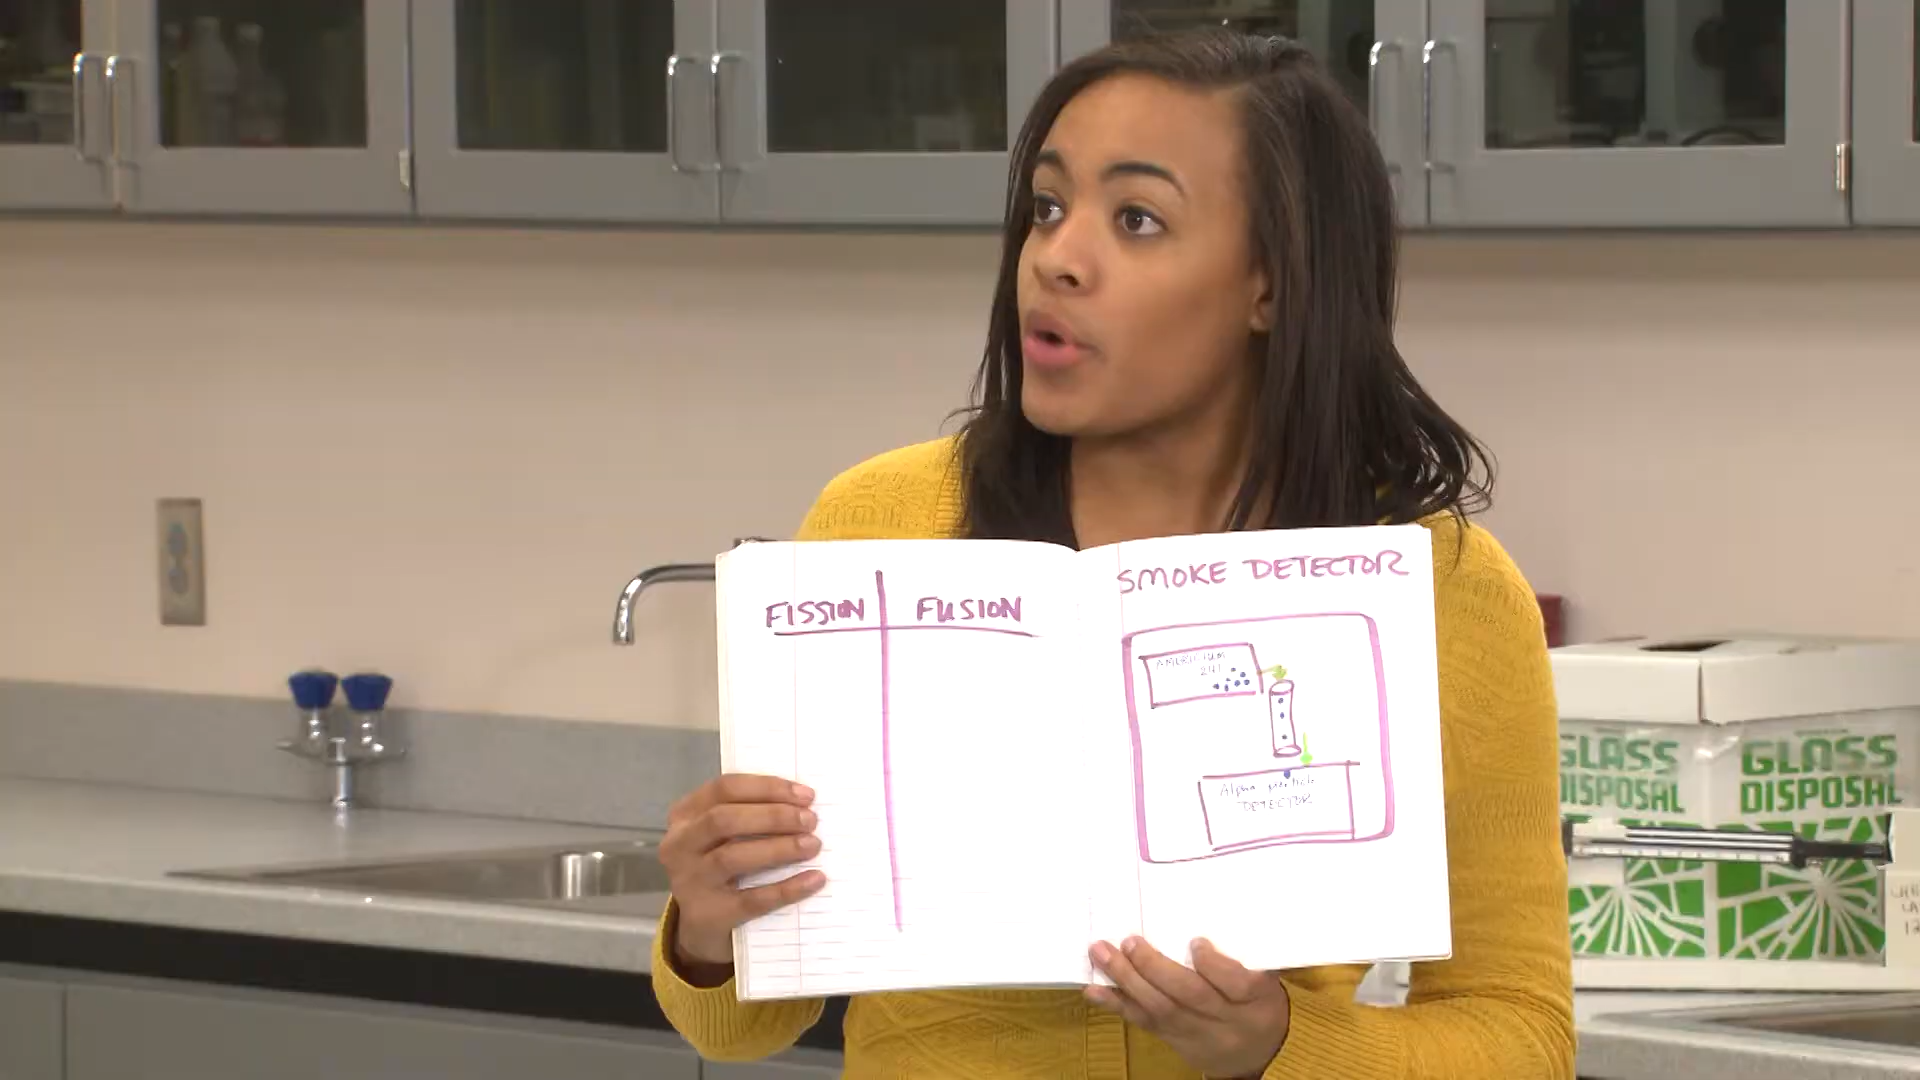 FISSION FUSION
SMOKE DETECTOR
AMERICIUM
241
Alpha particle
DETECTOR
GLASS
DISPOSAL
GLASS
DISPOSAL